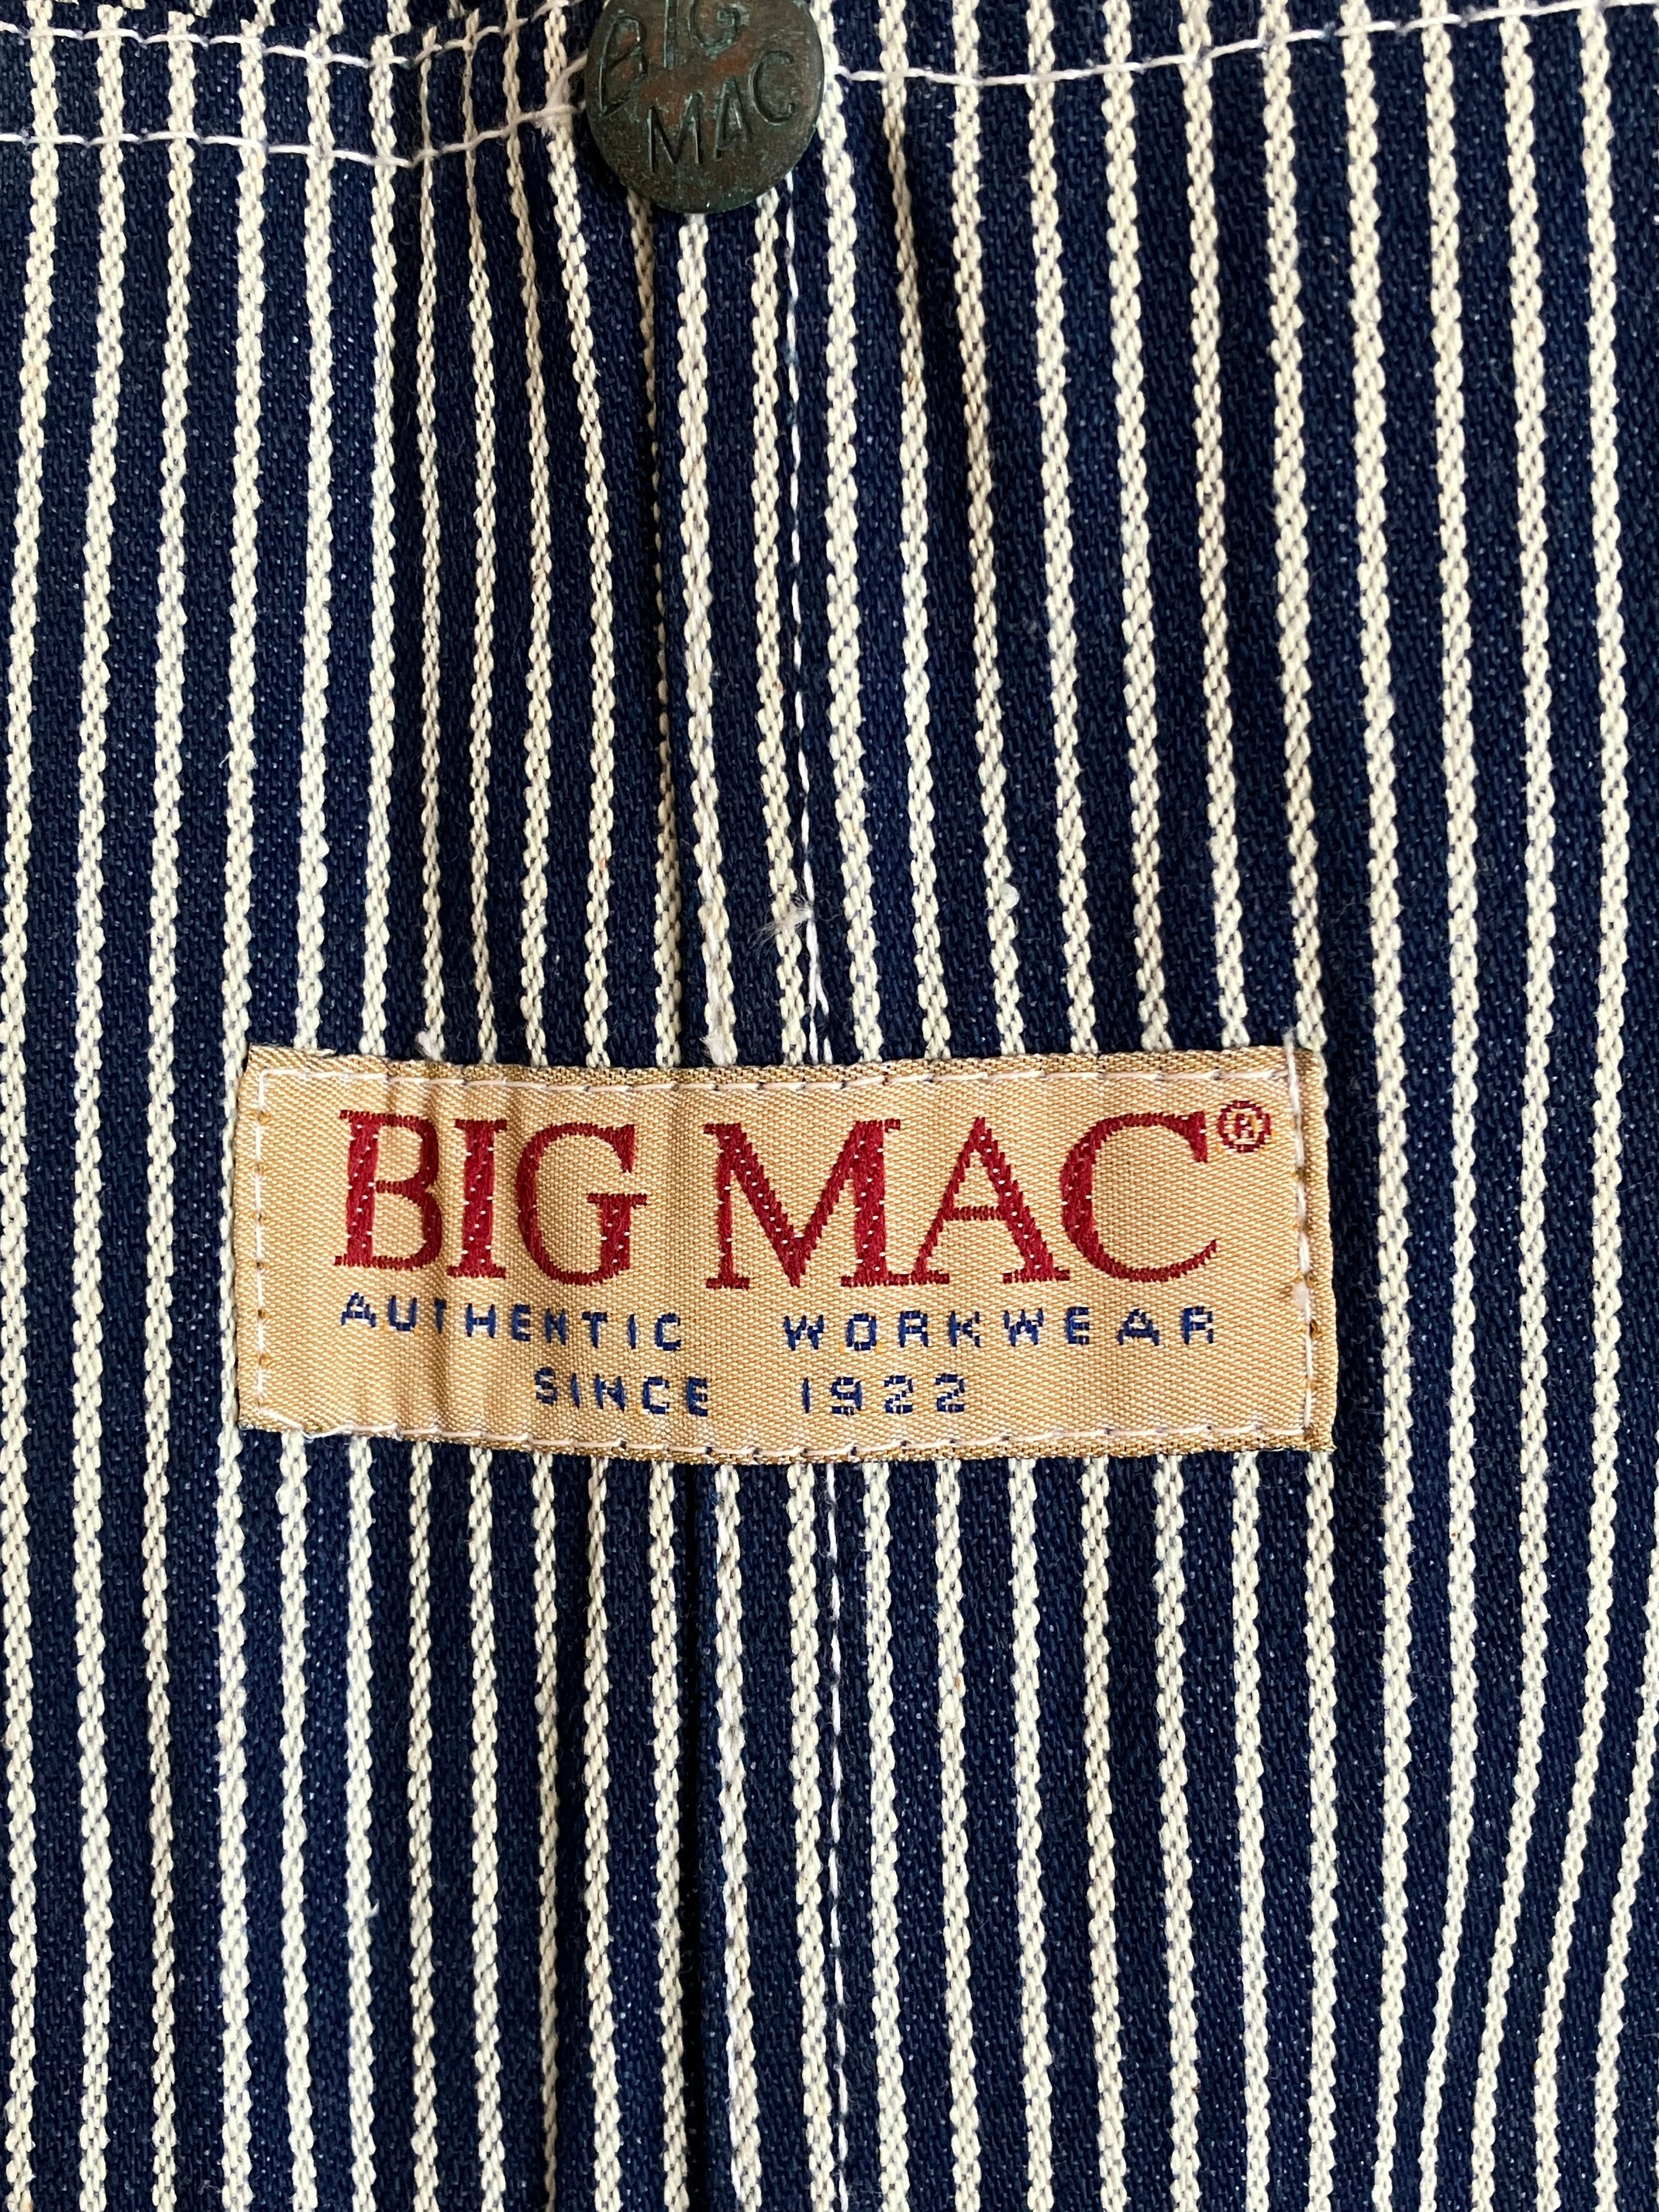 BIG
MAC
BIG MAC®
AUTHENTIC WORKWEAR
SINCE 1922